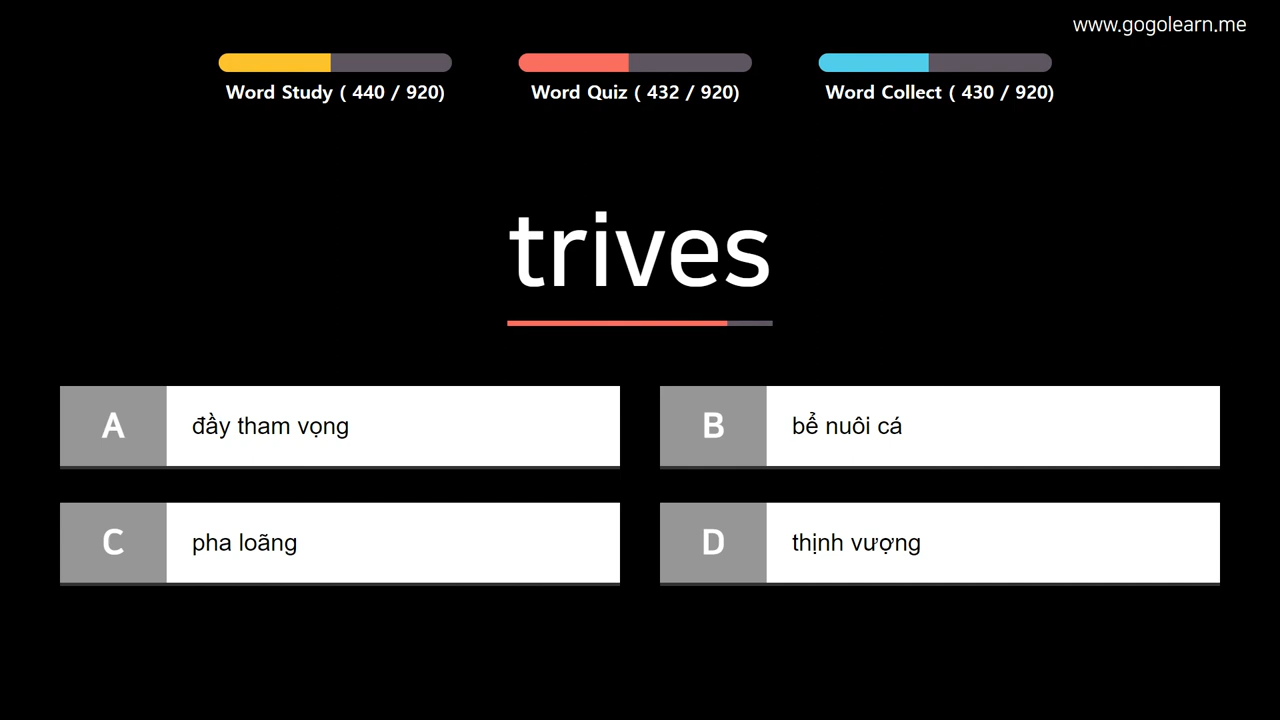 www.gogolearn.me
Word Study ( 440 / 920)
Word Quiz ( 432 / 920)
Word Collect ( 430 / 920)
trives
A
đầy tham vọng
B
bể nuôi cá
C
pha loãng
D
thịnh vượng